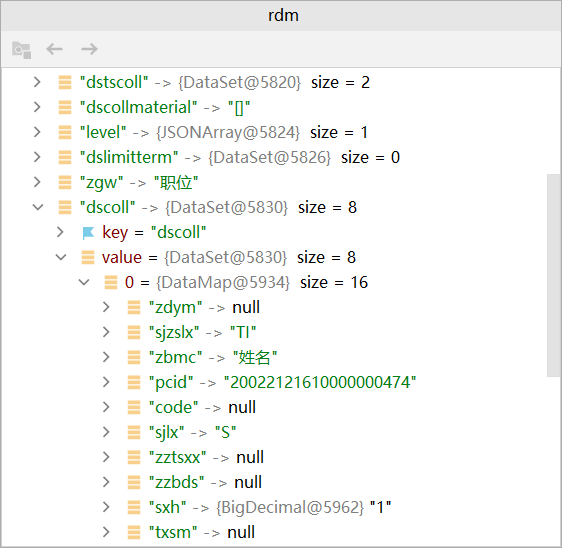 rdm
"dstscoll" -> {DataSet@5820} size = 2
"dscollmaterial" -> "[]"
"level" -> {JSONArray@5824} size = 1
"dslimitterm" -> {DataSet@5826} size = 0
"zgw" -> "职位"
"dscoll" -> {DataSet@5830} size = 8
key = "dscoll"
value = {DataSet@5830} size = 8
0 = {DataMap@5934} size = 16
"zdym" -> null
"sjzslx" -> "TI"
"zbmc" -> "姓名"
"pcid" -> "20022121610000000474"
"code" -> null
"sjlx" -> "S"
"zztsxx" -> null
"zzbds" -> null
"sxh" -> {BigDecimal@5962} "1"
"txsm" -> null